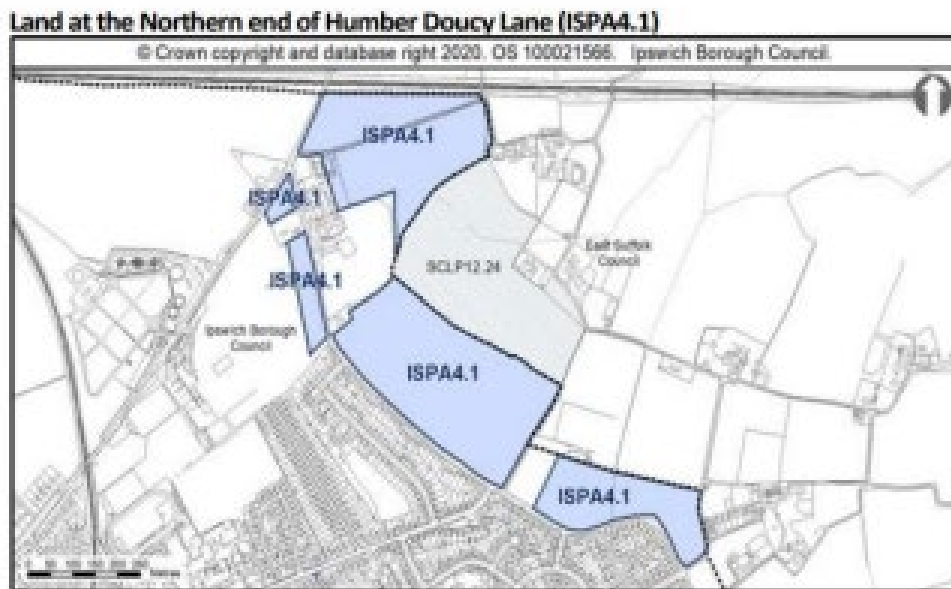 Land at the Northern end of Humber Doucy Lane (ISPA4.1)
© Crown copyright and database right 2020. OS 100021566. Ipswich Borough Council.
ISPA4.1
ISPA4.1
East Suffolk
Council
SCLP12.24
ISPA4.1
Ipswich Borough
Council
ISPA4.1
ISPA4.1